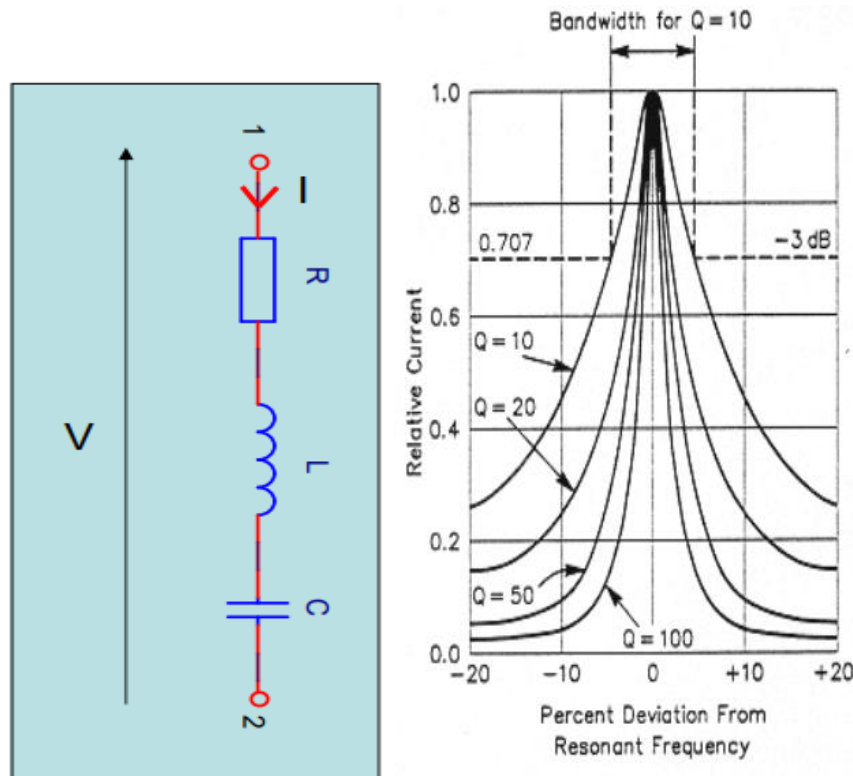 1
I
R
V
L
C
2
Bandwidth for Q = 10
1.0
0.8
0.707
-3 dB
0.6
Q = 10
Q = 20
0.4
0.2
Q = 50
Q = 100
0.0
-20
-10
0
+10
+20
Relative Current
Percent Deviation From
Resonant Frequency